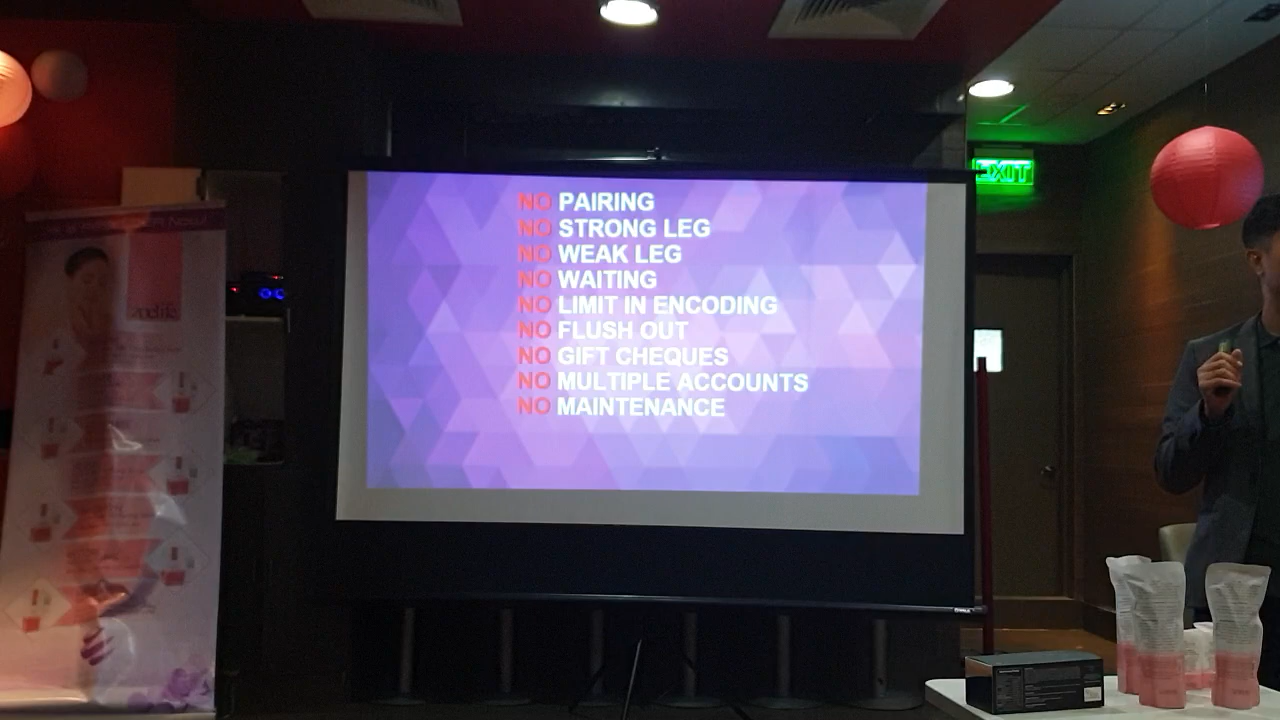 NO PAIRING
NO STRONG LEG
NO WEAK LEG
NO WAITING
NO LIMIT IN ENCODING
NO FLUSH OUT
NO GIFT CHEQUES
NO MULTIPLE ACCOUNTS
NO MAINTENANCE
EXIT